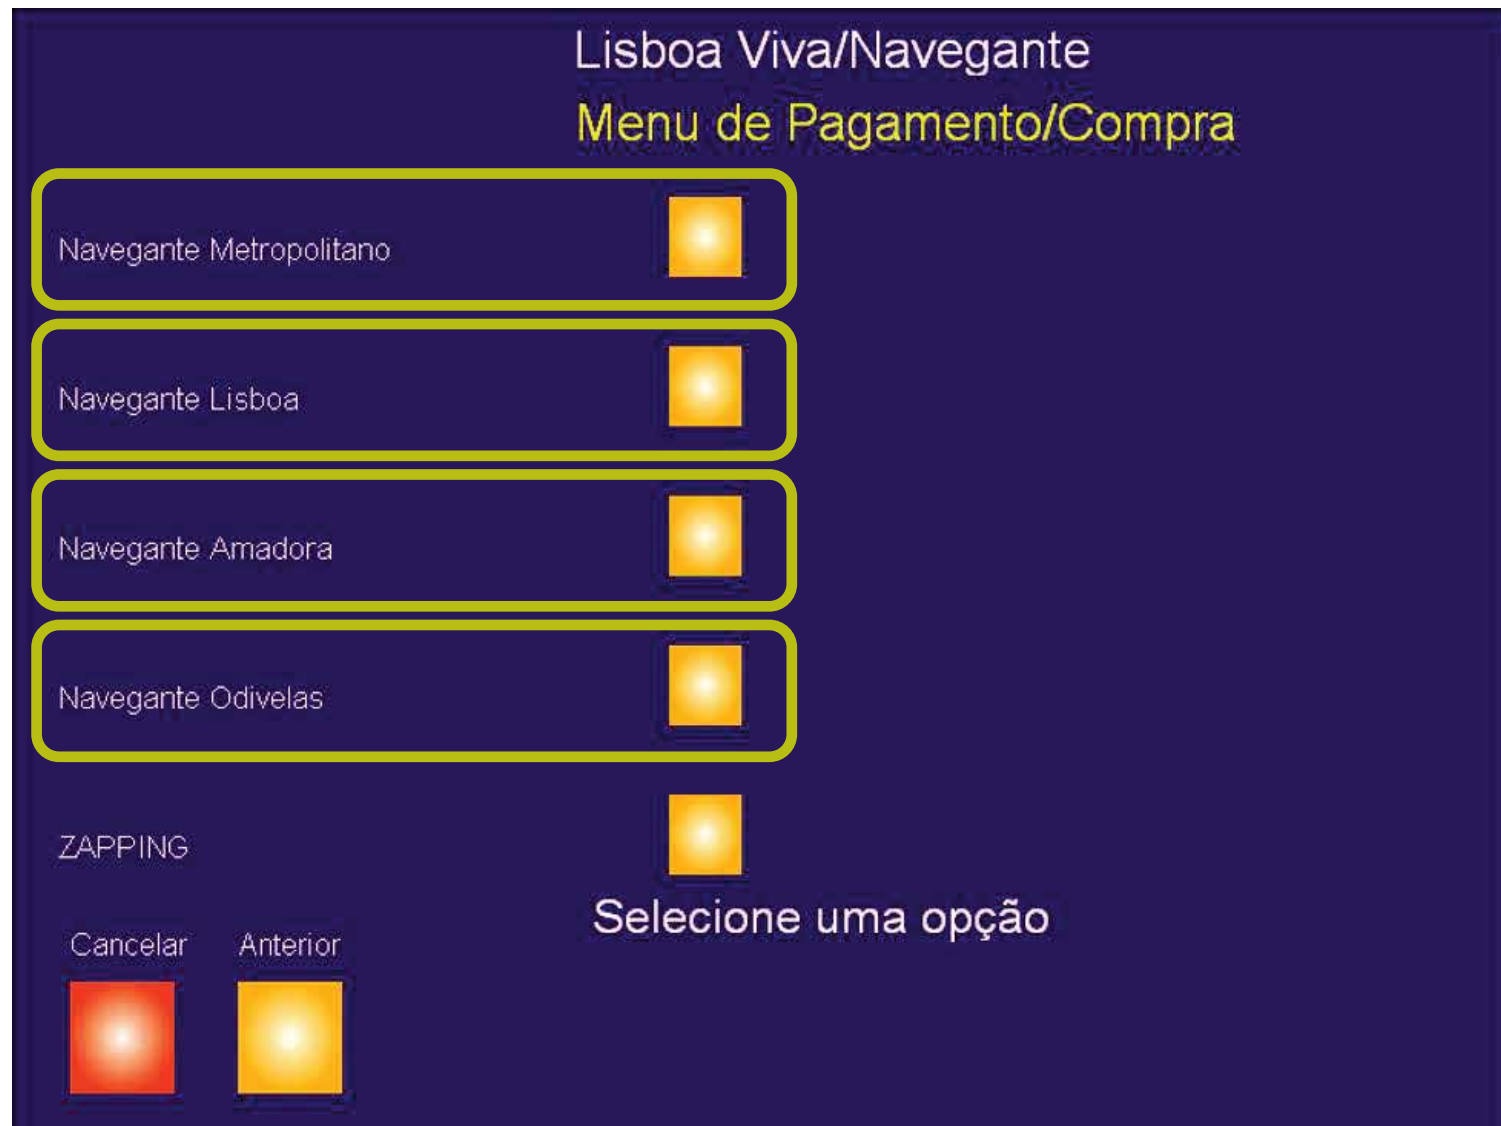 Lisboa Viva/Navegante
Menu de Pagamento/Compra
Navegante Metropolitano
Navegante Lisboa
Navegante Amadora
Navegante Odivelas
ZAPPING
Selecione uma opção
Cancelar Anterior